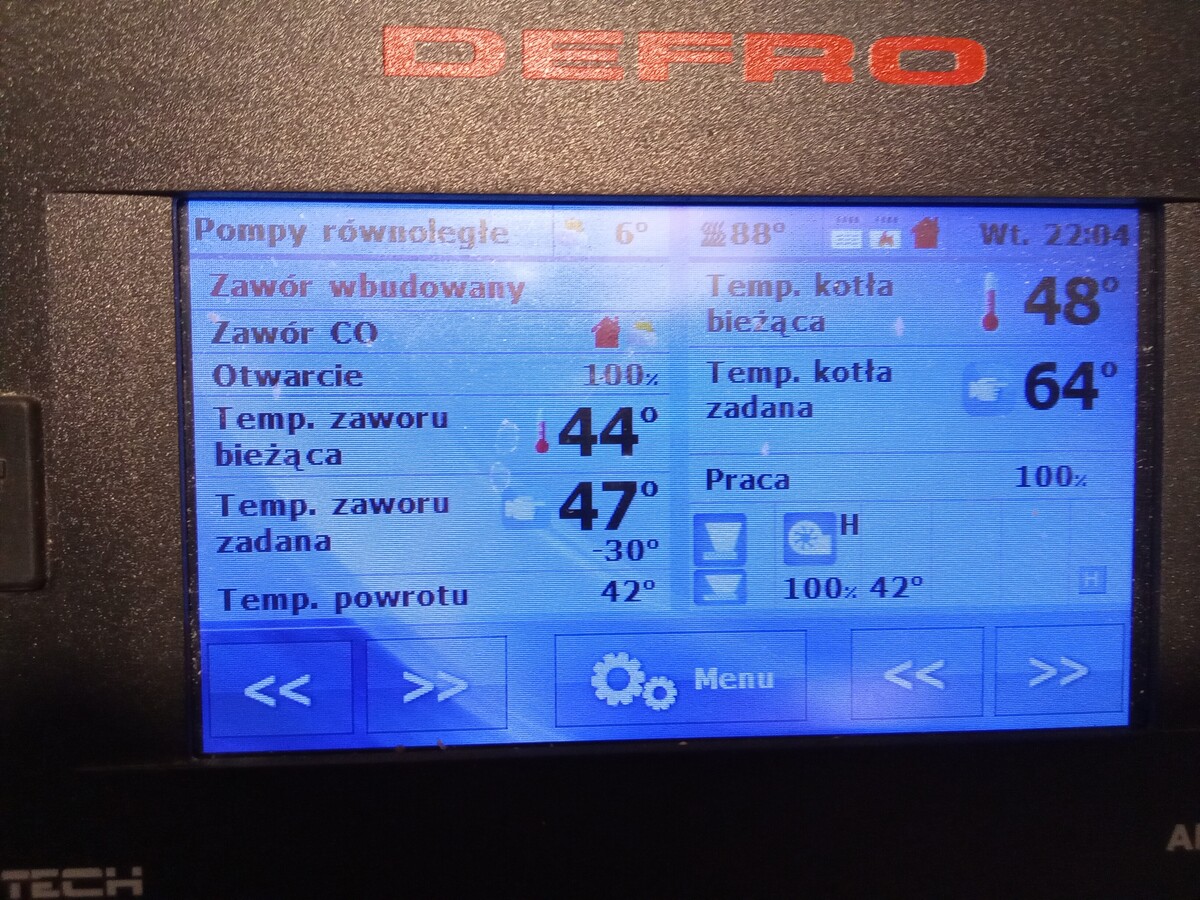 DEFRO
Pompy równoległe 6° 88° Wt. 22:04
Zawór wbudowany
Zawór CO
Otwarcie 100%
Temp. zaworu
bieżąca 44°
Temp. zaworu
zadana 47°
-30°
Temp. powrotu 42°
Temp. kotła
bieżąca 48°
Temp. kotła
zadana 64°
Praca 100%
H
100% 42°
H
<< >> Menu << >>
TECH